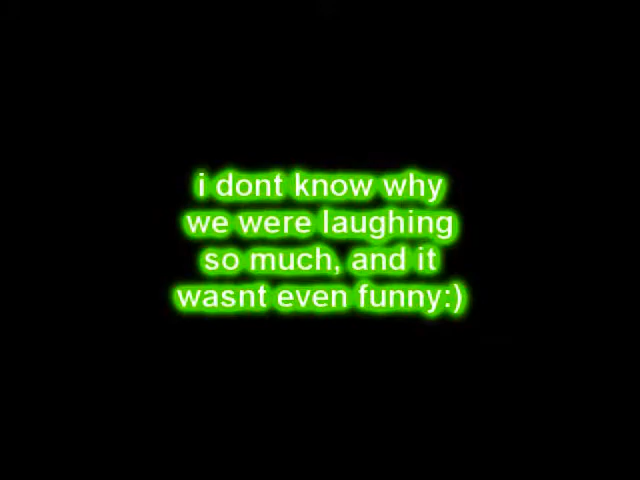 i dont know why
we were laughing
so much, and it
wasnt even funny:)